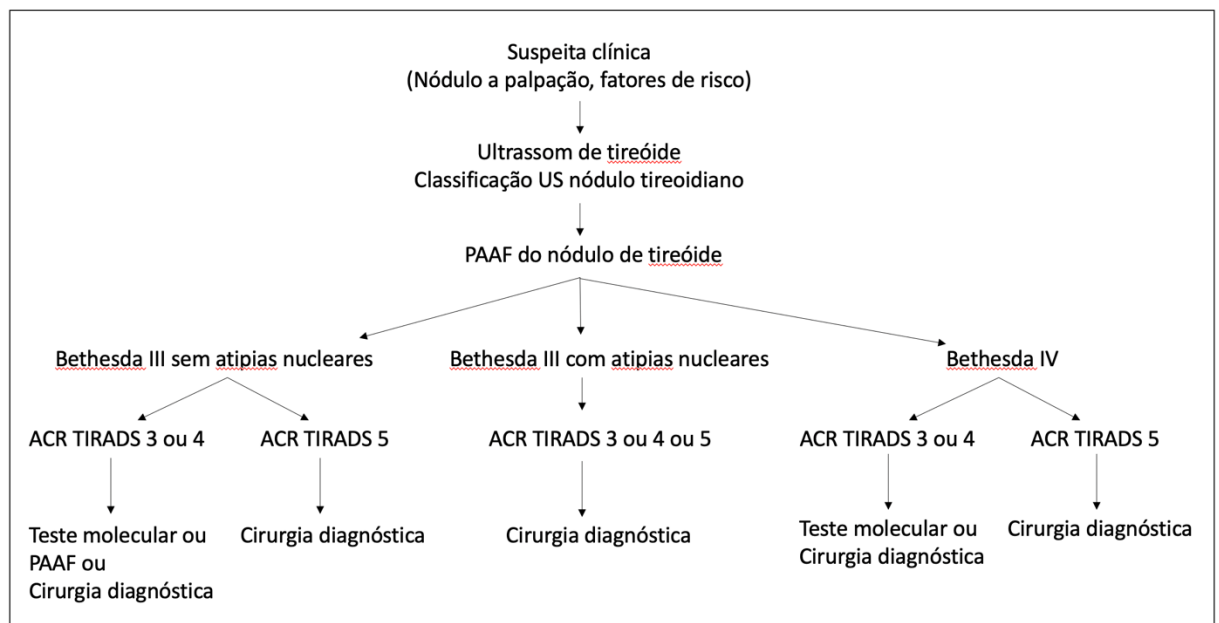 Suspeita clínica
(Nódulo a palpação, fatores de risco)
Ultrassom de tireóide
Classificação US nódulo tireoidiano
PAAF do nódulo de tireóide
Bethesda III sem atipias nucleares
Bethesda III com atipias nucleares
Bethesda IV
ACR TIRADS 3 ou 4
ACR TIRADS 5
ACR TIRADS 3 ou 4 ou 5
ACR TIRADS 3 ou 4
ACR TIRADS 5
Teste molecular ou
PAAF ou
Cirurgia diagnóstica
Cirurgia diagnóstica
Cirurgia diagnóstica
Teste molecular ou
Cirurgia diagnóstica
Cirurgia diagnóstica